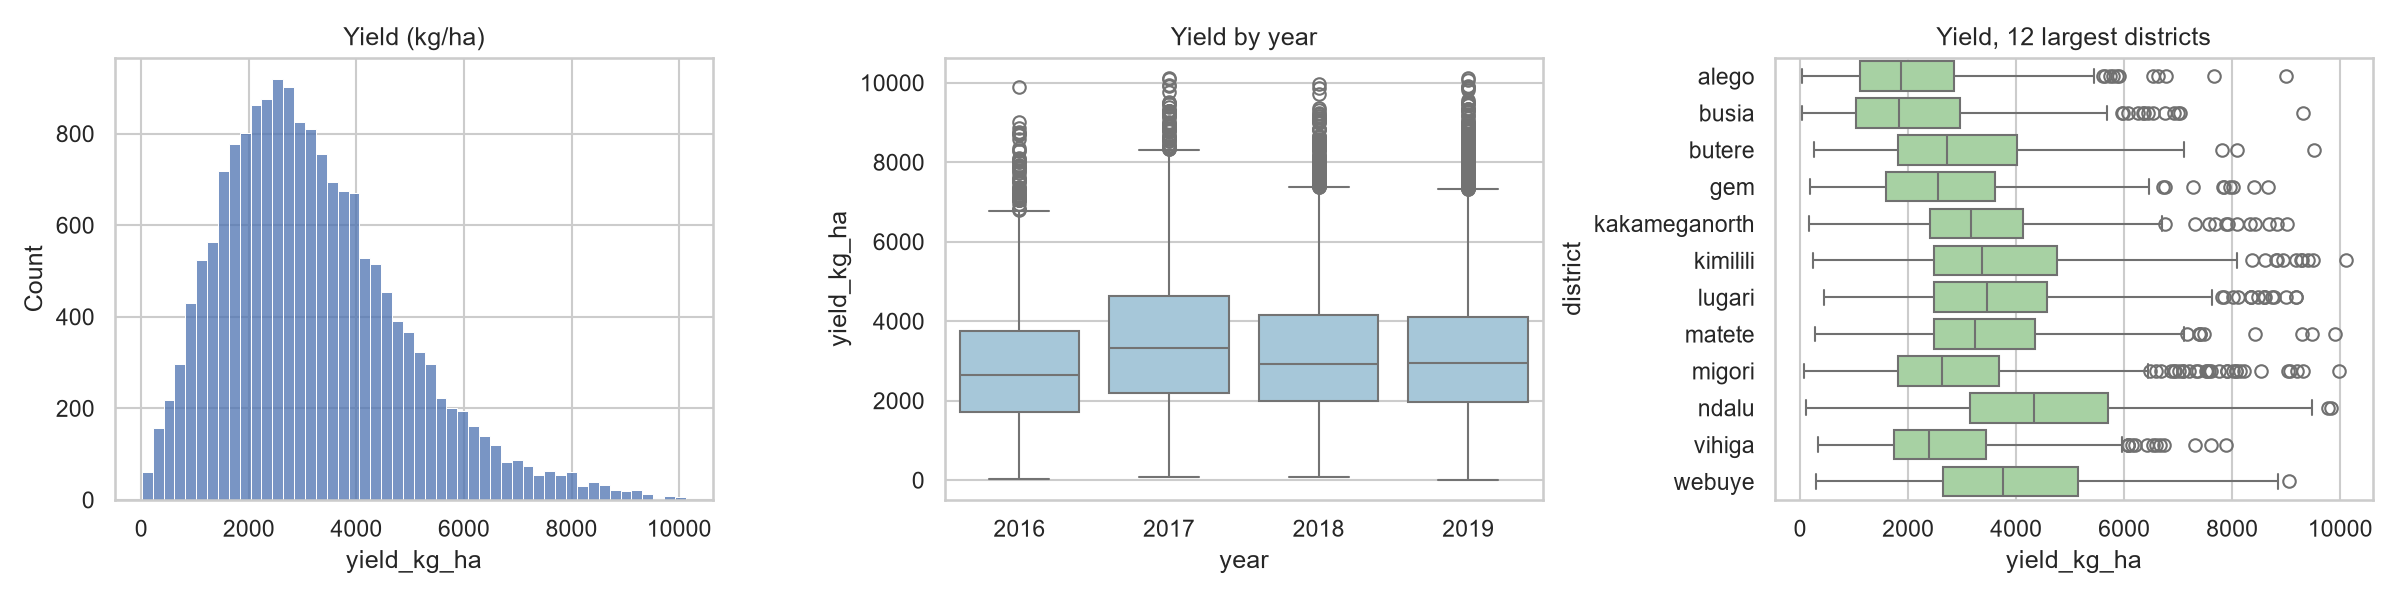 Yield (kg/ha)
Count
0
200
400
600
800
0
2000
4000
6000
8000
10000
yield_kg_ha
Yield by year
yield_kg_ha
0
2000
4000
6000
8000
10000
2016
2017
2018
2019
year
Yield, 12 largest districts
district
alego
busia
butere
gem
kakameganorth
kimilili
lugari
matete
migori
ndalu
vihiga
webuye
0
2000
4000
6000
8000
10000
yield_kg_ha